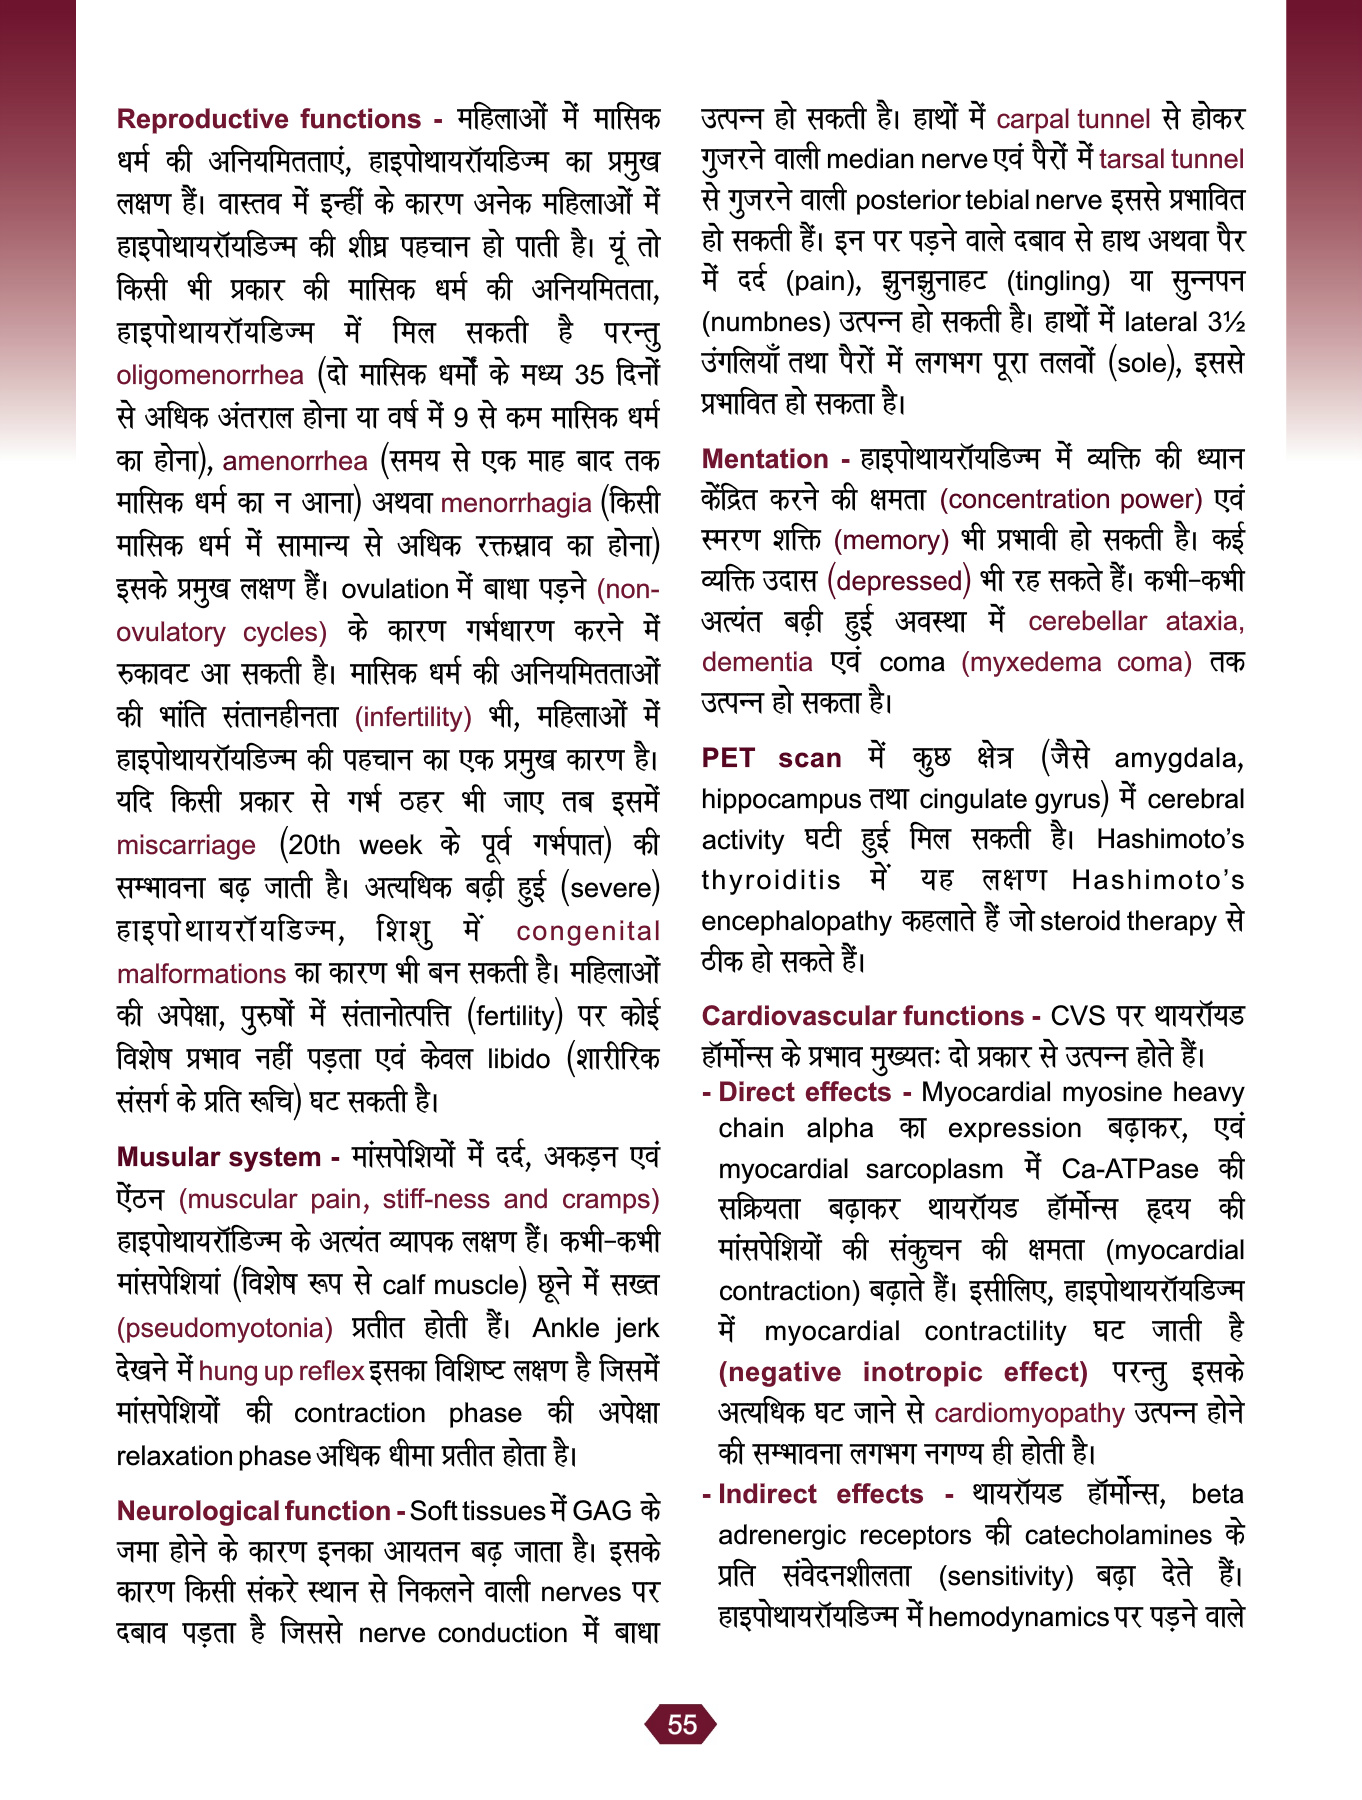 Reproductive functions - महिलाओं में मासिक
धर्म की अनियमितताएं, हाइपोथायरॉयडिज्म का प्रमुख
लक्षण हैं। वास्तव में इन्हीं के कारण अनेक महिलाओं में
हाइपोथायरॉयडिज्म की शीघ्र पहचान हो पाती है। यूं तो
किसी भी प्रकार की मासिक धर्म की अनियमितता,
हाइपोथायरॉयडिज्म में मिल सकती है परन्तु
oligomenorrhea (दो मासिक धर्मों के मध्य 35 दिनों
से अधिक अंतराल होना या वर्ष में 9 से कम मासिक धर्म
का होना), amenorrhea (समय से एक माह बाद तक
मासिक धर्म का न आना) अथवा menorrhagia (किसी
मासिक धर्म में सामान्य से अधिक रक्तस्राव का होना)
इसके प्रमुख लक्षण हैं। ovulation में बाधा पड़ने (non-
ovulatory cycles) के कारण गर्भधारण करने में
रुकावट आ सकती है। मासिक धर्म की अनियमितताओं
की भांति संतानहीनता (infertility) भी, महिलाओं में
हाइपोथायरॉयडिज्म की पहचान का एक प्रमुख कारण है।
यदि किसी प्रकार से गर्भ ठहर भी जाए तब इसमें
miscarriage (20th week के पूर्व गर्भपात) की
सम्भावना बढ़ जाती है। अत्यधिक बढ़ी हुई (severe)
हाइपोथायरॉयडिज्म, शिशु में congenital
malformations का कारण भी बन सकती है। महिलाओं
की अपेक्षा, पुरुषों में संतानोत्पत्ति (fertility) पर कोई
विशेष प्रभाव नहीं पड़ता एवं केवल libido (शारीरिक
संसर्ग के प्रति रूचि) घट सकती है।
Musular system - मांसपेशियों में दर्द, अकड़न एवं
ऐंठन (muscular pain, stiff-ness and cramps)
हाइपोथायरॉडिज्म के अत्यंत व्यापक लक्षण हैं। कभी-कभी
मांसपेशियां (विशेष रूप से calf muscle) छूने में सख्त
(pseudomyotonia) प्रतीत होती हैं। Ankle jerk
देखने में hung up reflex इसका विशिष्ट लक्षण है जिसमें
मांसपेशियों की contraction phase की अपेक्षा
relaxation phase अधिक धीमा प्रतीत होता है।
Neurological function - Soft tissues में GAG के
जमा होने के कारण इनका आयतन बढ़ जाता है। इसके
कारण किसी संकरे स्थान से निकलने वाली nerves पर
दबाव पड़ता है जिससे nerve conduction में बाधा
उत्पन्न हो सकती है। हाथों में carpal tunnel से होकर
गुजरने वाली median nerve एवं पैरों में tarsal tunnel
से गुजरने वाली posterior tebial nerve इससे प्रभावित
हो सकती हैं। इन पर पड़ने वाले दबाव से हाथ अथवा पैर
में दर्द (pain), झुनझुनाहट (tingling) या सुन्नपन
(numbnes) उत्पन्न हो सकती है। हाथों में lateral 3½
उंगलियाँ तथा पैरों में लगभग पूरा तलवों (sole), इससे
प्रभावित हो सकता है।
Mentation - हाइपोथायरॉयडिज्म में व्यक्ति की ध्यान
केंद्रित करने की क्षमता (concentration power) एवं
स्मरण शक्ति (memory) भी प्रभावी हो सकती है। कई
व्यक्ति उदास (depressed) भी रह सकते हैं। कभी-कभी
अत्यंत बढ़ी हुई अवस्था में cerebellar ataxia,
dementia एवं coma (myxedema coma) तक
उत्पन्न हो सकता है।
PET scan में कुछ क्षेत्र (जैसे amygdala,
hippocampus तथा cingulate gyrus) में cerebral
activity घटी हुई मिल सकती है। Hashimoto’s
thyroiditis में यह लक्षण Hashimoto’s
encephalopathy कहलाते हैं जो steroid therapy से
ठीक हो सकते हैं।
Cardiovascular functions - CVS पर थायरॉयड
हॉर्मोन्स के प्रभाव मुख्यतः दो प्रकार से उत्पन्न होते हैं।
- Direct effects - Myocardial myosine heavy
chain alpha का expression बढ़ाकर, एवं
myocardial sarcoplasm में Ca-ATPase की
सक्रियता बढ़ाकर थायरॉयड हॉर्मोन्स हृदय की
मांसपेशियों की संकुचन की क्षमता (myocardial
contraction) बढ़ाते हैं। इसीलिए, हाइपोथायरॉयडिज्म
में myocardial contractility घट जाती है
(negative inotropic effect) परन्तु इसके
अत्यधिक घट जाने से cardiomyopathy उत्पन्न होने
की सम्भावना लगभग नगण्य ही होती है।
- Indirect effects - थायरॉयड हॉर्मोन्स, beta
adrenergic receptors की catecholamines के
प्रति संवेदनशीलता (sensitivity) बढ़ा देते हैं।
हाइपोथायरॉयडिज्म में hemodynamics पर पड़ने वाले
55